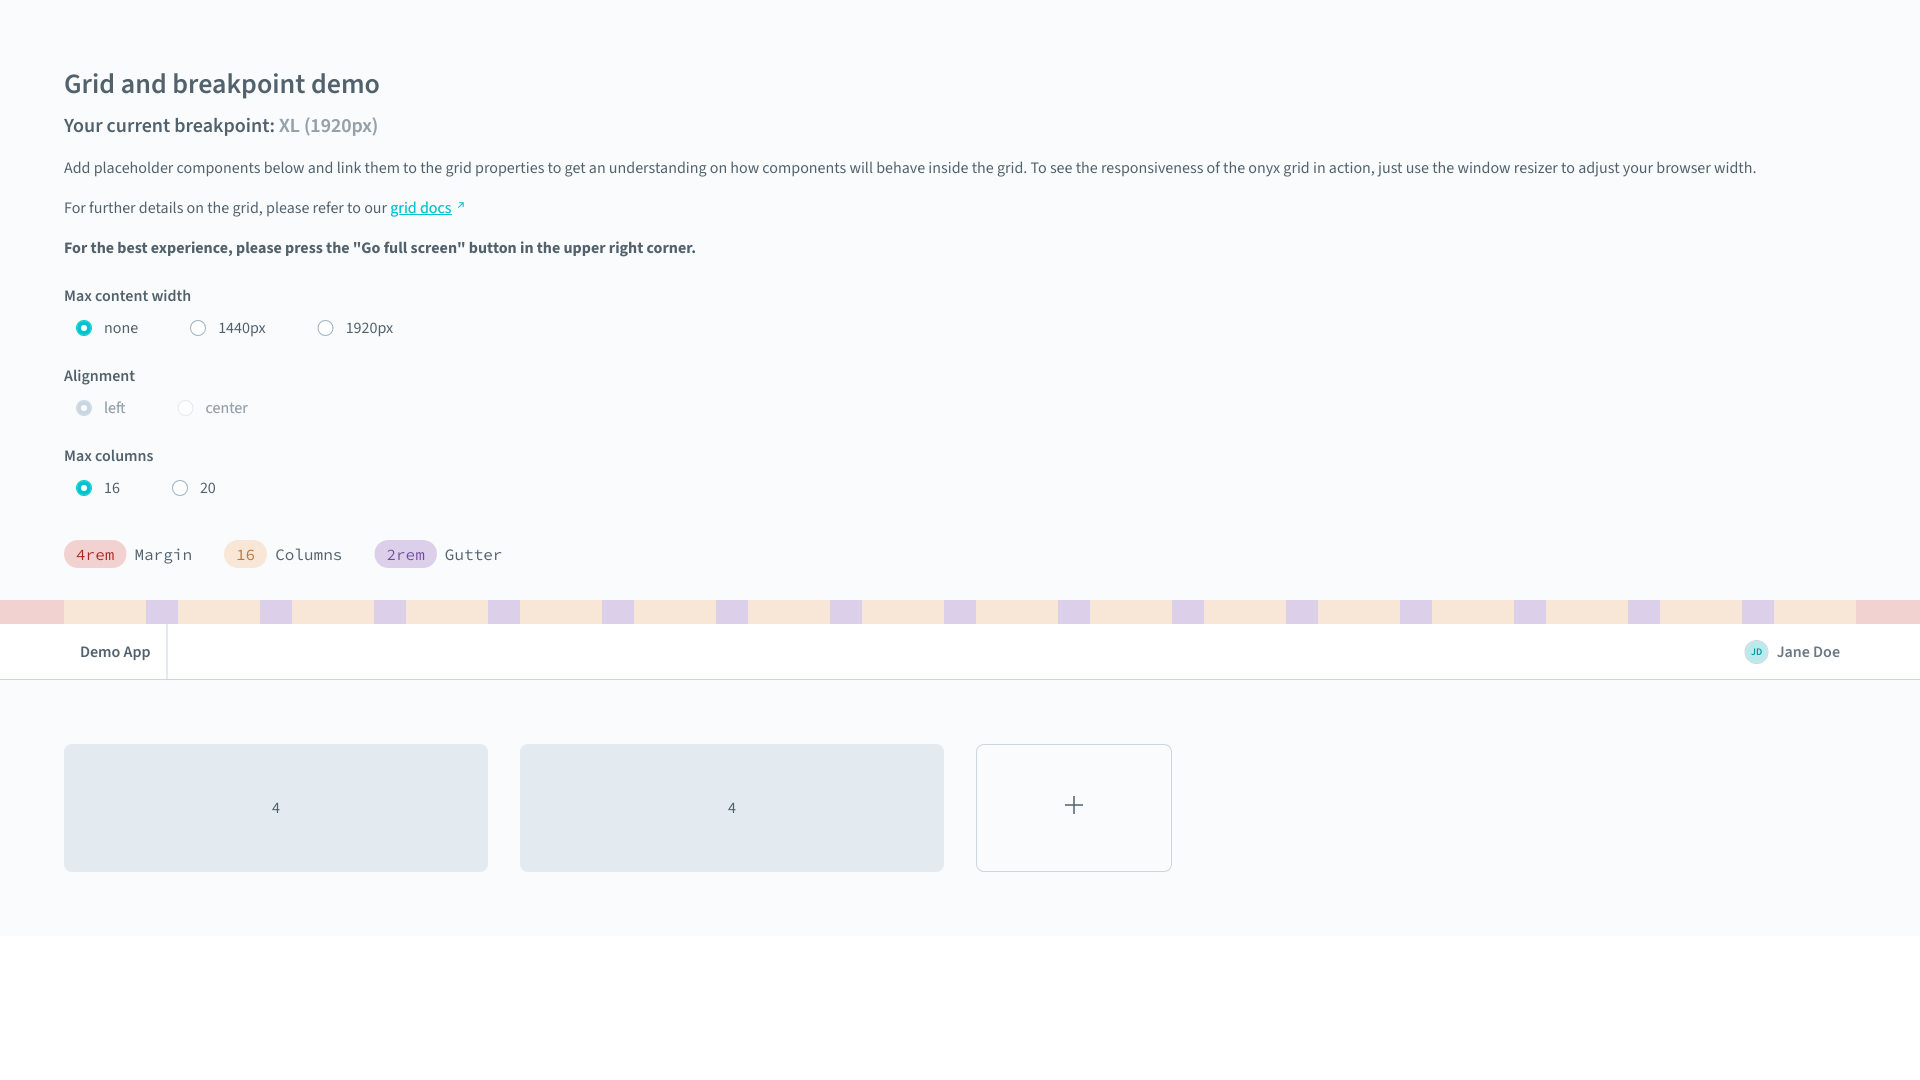 Grid and breakpoint demo
Your current breakpoint: XL (1920px)
Add placeholder components below and link them to the grid properties to get an understanding on how components will behave inside the grid. To see the responsiveness of the onyx grid in action, just use the window resizer to adjust your browser width.
For further details on the grid, please refer to our grid docs
For the best experience, please press the "Go full screen" button in the upper right corner.
Max content width
none 1440px 1920px
Alignment
left center
Max columns
16 20
4rem Margin 16 Columns 2rem Gutter
Demo App JD Jane Doe
4 4